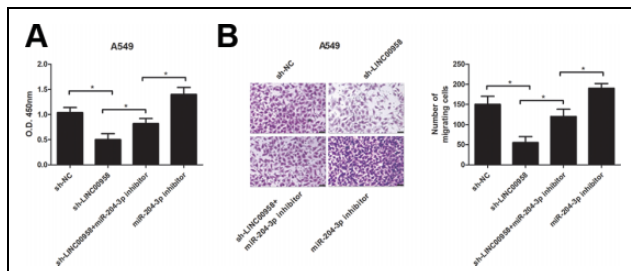 A
A549
O.D. 450nm
2.0
1.5
1.0
0.5
0.0
*
*
*
sh-NC
sh-LINC00958
sh-LINC00958+miR-204-3p inhibitor
miR-204-3p inhibitor
B
A549
sh-NC
sh-LINC00958
sh-LINC00958+
miR-204-3p inhibitor
miR-204-3p inhibitor
Number of
migrating cells
250
200
150
100
50
0
*
*
*
sh-NC
sh-LINC00958
sh-LINC00958+miR-204-3p inhibitor
miR-204-3p inhibitor